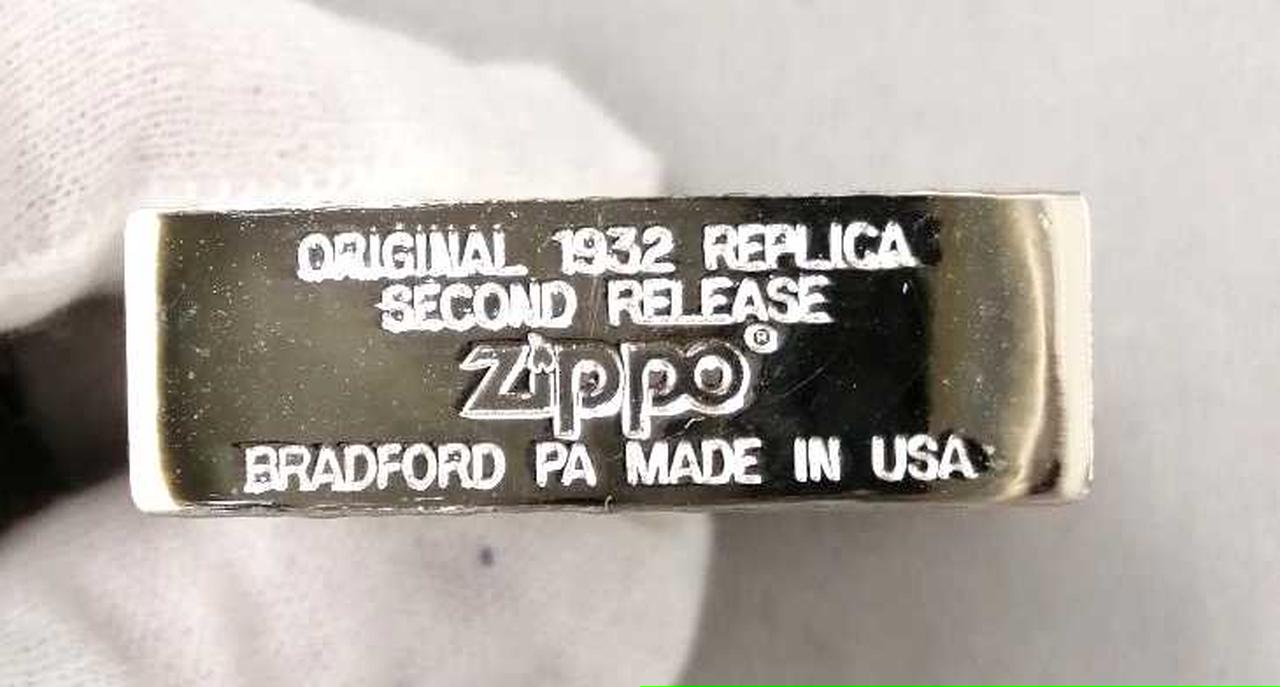 ORIGINAL 1932 REPLICA
SECOND RELEASE
Zippo®
BRADFORD PA MADE IN USA